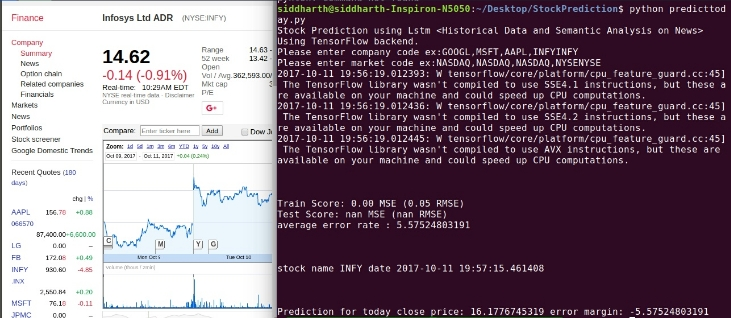 Finance
Infosys Ltd ADR (NYSE:INFY)
Company
Summary
News
Option chain
Related companies
Financials
Markets
News
Portfolios
Stock screener
Google Domestic Trends
Recent Quotes (180
days)
chg | %
AAPL 156.78 +0.88
066570
87,400.00 +6,600.00
LG 0.00 –
FB 172.08 +0.49
INFY 930.60 -4.85
.INX
2,550.84 +0.20
MSFT 76.18 -0.11
JPMC 0.00 –
14.62
-0.14 (-0.91%)
Real-time: 10:29AM EDT
NYSE real-time data - Disclaimer
Currency in USD
Range 14.63 -
52 week 13.42 -
Open
Vol / Avg. 362,593.00/
Mkt cap 3
P/E
G+
Compare: Enter ticker here Add Dow J
Zoom: 1d 5d 1m 3m 6m YTD 1y 5y 10y All
Oct 09, 2017 - Oct 11, 2017 +0.04 (0.24%)
C M Y G
Mon Oct 9 Tue Oct 10
Volume
siddharth@siddharth-Inspiron-N5050:~/Desktop/StockPrediction$ python predicttod
ay.py
Stock Prediction using Lstm <Historical Data and Semantic Analysis on News>
Using TensorFlow backend.
Please enter company code ex:GOOGL,MSFT,AAPL,INFYINFY
Please enter market code ex:NASDAQ,NASDAQ,NASDAQ,NYSENYSE
2017-10-11 19:56:19.012393: W tensorflow/core/platform/cpu_feature_guard.cc:45]
The TensorFlow library wasn't compiled to use SSE4.1 instructions, but these a
re available on your machine and could speed up CPU computations.
2017-10-11 19:56:19.012436: W tensorflow/core/platform/cpu_feature_guard.cc:45]
The TensorFlow library wasn't compiled to use SSE4.2 instructions, but these a
re available on your machine and could speed up CPU computations.
2017-10-11 19:56:19.012445: W tensorflow/core/platform/cpu_feature_guard.cc:45]
The TensorFlow library wasn't compiled to use AVX instructions, but these are
available on your machine and could speed up CPU computations.
Train Score: 0.00 MSE (0.05 RMSE)
Test Score: nan MSE (nan RMSE)
average error rate : 5.57524803191
stock name INFY date 2017-10-11 19:57:15.461408
Prediction for today close price: 16.1776745319 error margin: -5.57524803191